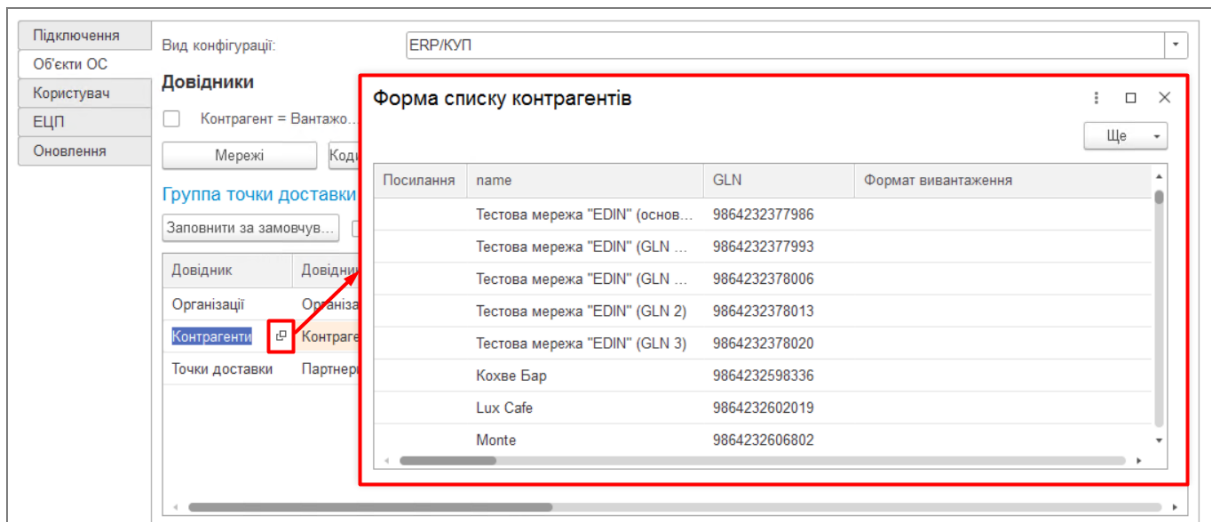 Підключення
Об'єкти ОС
Користувач
ЕЦП
Оновлення
Вид конфігурації:
ERP/КУП
Довідники
Контрагент = Вантажо...
Мережі
Коди
Группа точки доставки
Заповнити за замовчув...
Довідник
Довідни
Організації
Організа
Контрагенти
Контраге
Точки доставки
Партнер
Форма списку контрагентів
Ще
Посилання name GLN Формат вивантаження
Тестова мережа "EDIN" (основ... 9864232377986
Тестова мережа "EDIN" (GLN ... 9864232377993
Тестова мережа "EDIN" (GLN ... 9864232378006
Тестова мережа "EDIN" (GLN 2) 9864232378013
Тестова мережа "EDIN" (GLN 3) 9864232378020
Кохве Бар 9864232598336
Lux Cafe 9864232602019
Monte 9864232606802